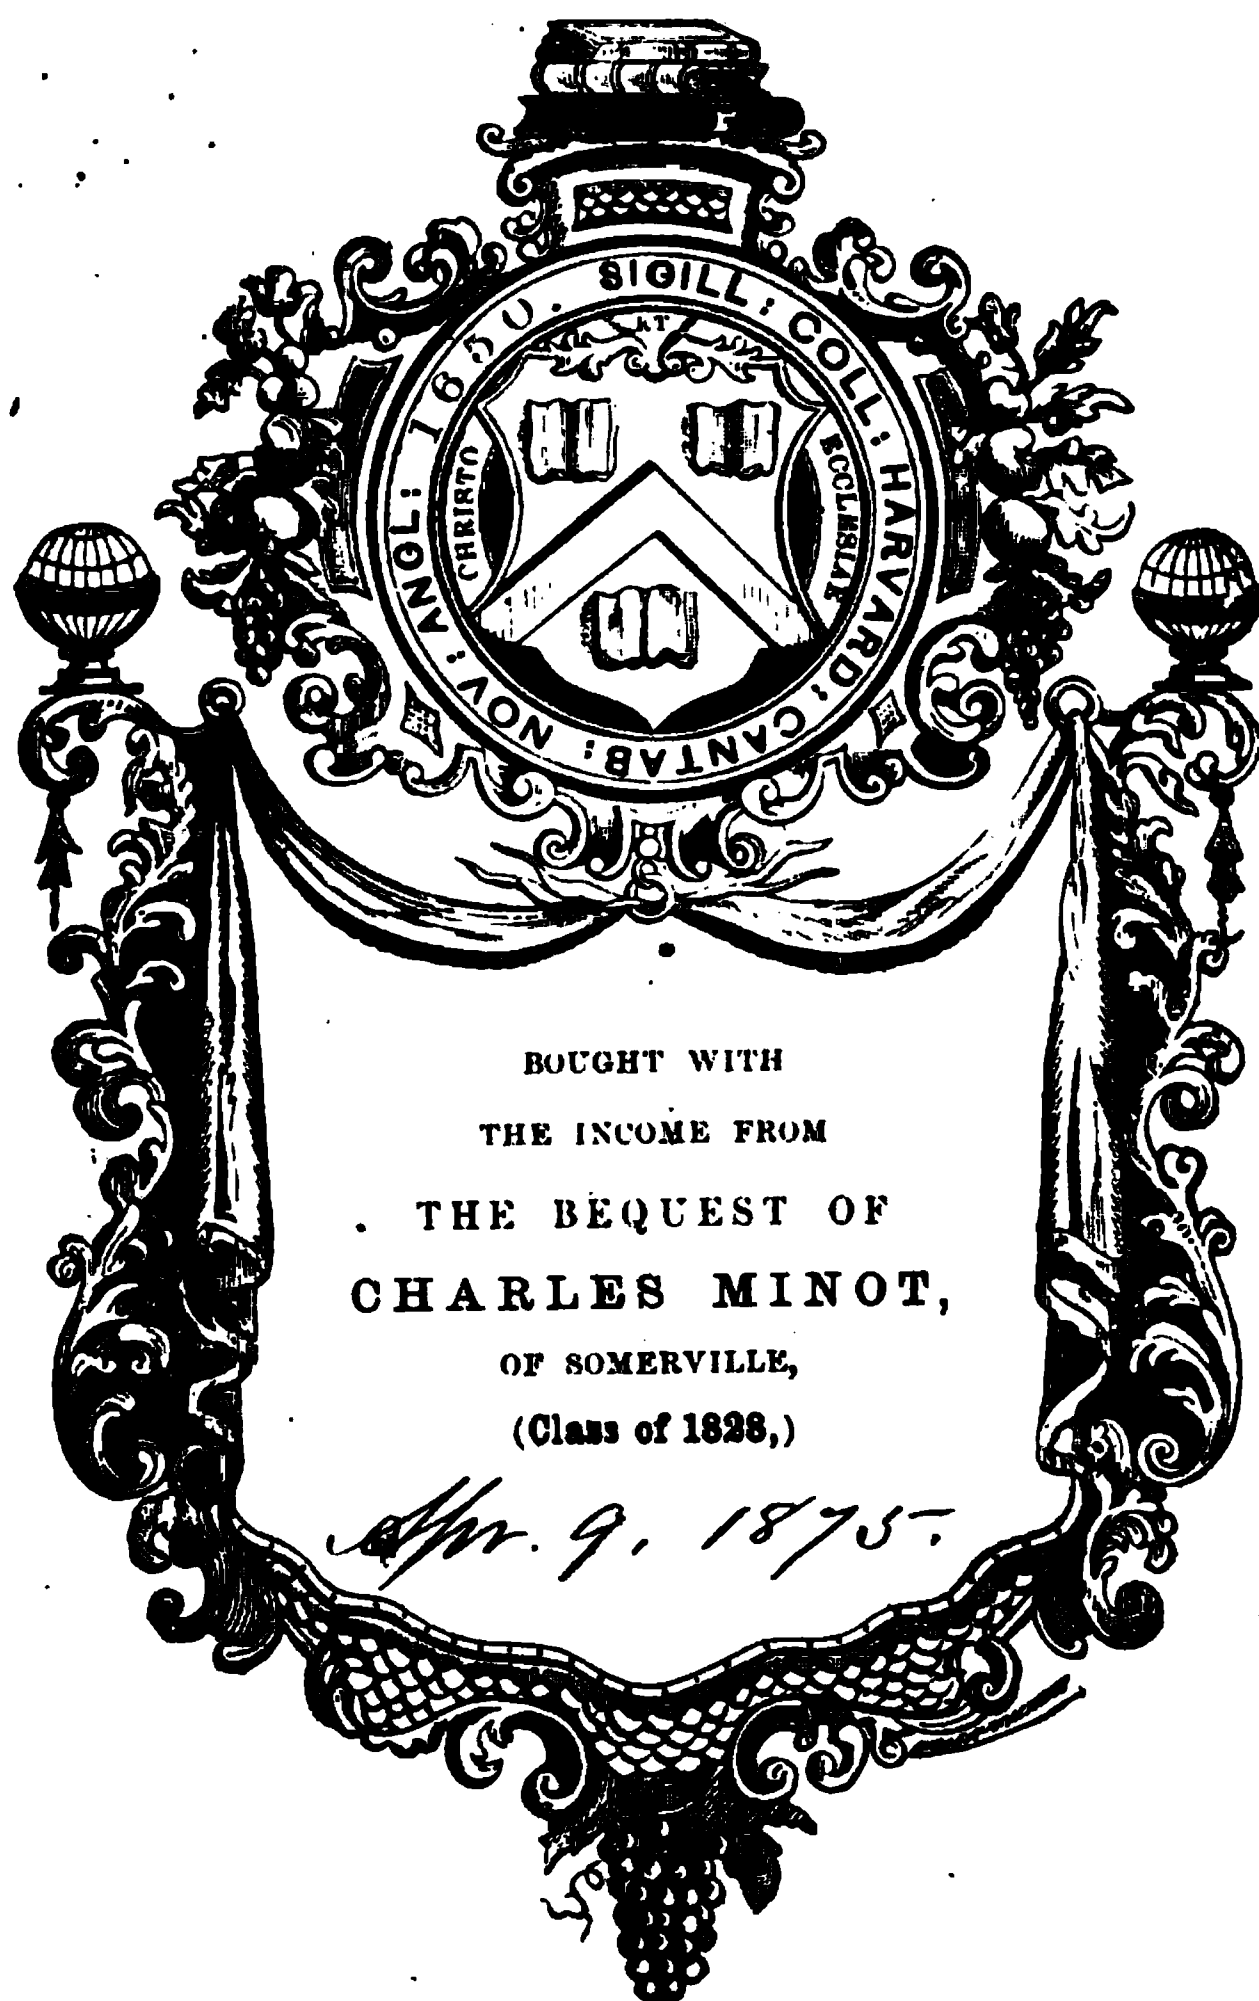 SIGILL: COLL: HARVARD: CANTAB: NOV: ANGL: 1650.
CHRISTO
ET
ECCLESIAE
BOUGHT WITH
THE INCOME FROM
THE BEQUEST OF
CHARLES MINOT,
OF SOMERVILLE,
(Class of 1828,)
Apr. 9, 1875.